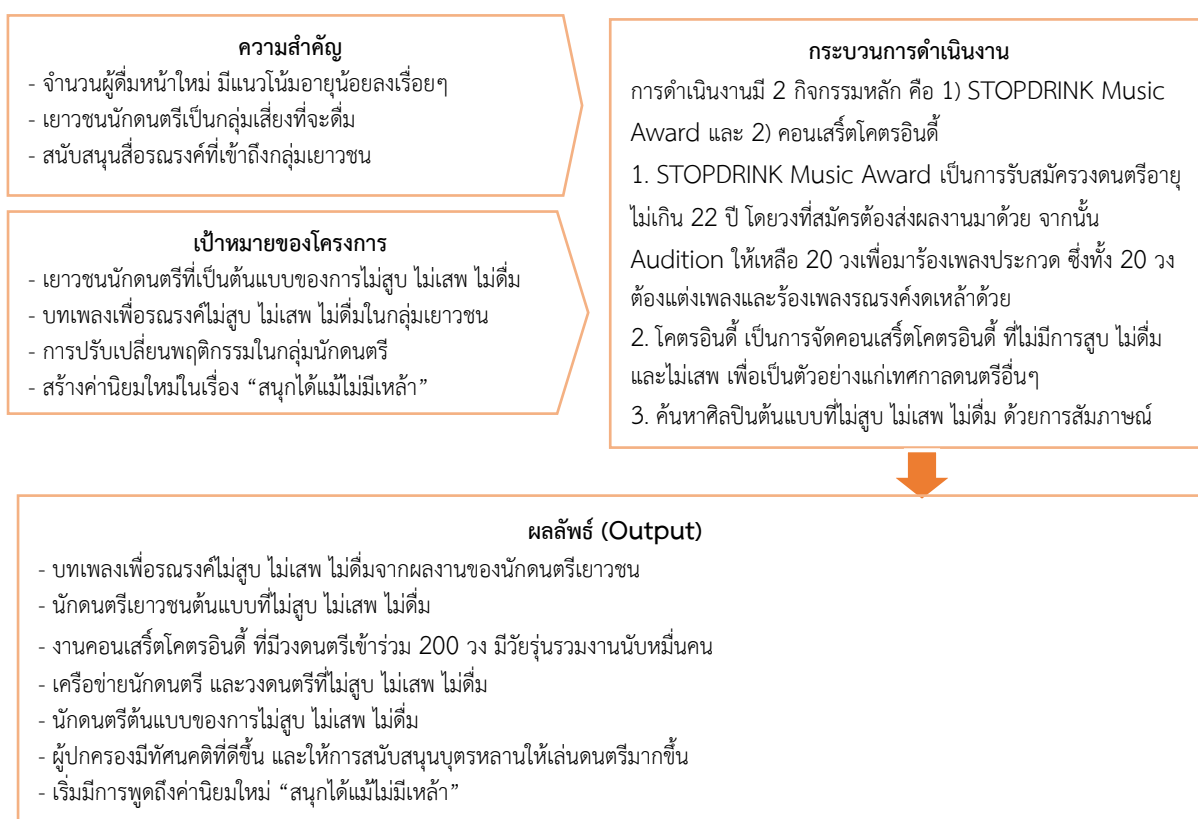 ความสำคัญ
- จำนวนผู้ดื่มหน้าใหม่ มีแนวโน้มอายุน้อยลงเรื่อยๆ
- เยาวชนนักดนตรีเป็นกลุ่มเสี่ยงที่จะดื่ม
- สนับสนุนสื่อรณรงค์ที่เข้าถึงกลุ่มเยาวชน
เป้าหมายของโครงการ
- เยาวชนนักดนตรีที่เป็นต้นแบบของการไม่สูบ ไม่เสพ ไม่ดื่ม
- บทเพลงเพื่อรณรงค์ไม่สูบ ไม่เสพ ไม่ดื่มในกลุ่มเยาวชน
- การปรับเปลี่ยนพฤติกรรมในกลุ่มนักดนตรี
- สร้างค่านิยมใหม่ในเรื่อง “สนุกได้แม้ไม่มีเหล้า”
กระบวนการดำเนินงาน
การดำเนินงานมี 2 กิจกรรมหลัก คือ 1) STOPDRINK Music
Award และ 2) คอนเสริ์ตโคตรอินดี้
1. STOPDRINK Music Award เป็นการรับสมัครวงดนตรีอายุ
ไม่เกิน 22 ปี โดยวงที่สมัครต้องส่งผลงานมาด้วย จากนั้น
Audition ให้เหลือ 20 วงเพื่อมาร้องเพลงประกวด ซึ่งทั้ง 20 วง
ต้องแต่งเพลงและร้องเพลงรณรงค์งดเหล้าด้วย
2. โคตรอินดี้ เป็นการจัดคอนเสริ์ตโคตรอินดี้ ที่ไม่มีการสูบ ไม่ดื่ม
และไม่เสพ เพื่อเป็นตัวอย่างแก่เทศกาลดนตรีอื่นๆ
3. ค้นหาศิลปินต้นแบบที่ไม่สูบ ไม่เสพ ไม่ดื่ม ด้วยการสัมภาษณ์
ผลลัพธ์ (Output)
- บทเพลงเพื่อรณรงค์ไม่สูบ ไม่เสพ ไม่ดื่มจากผลงานของนักดนตรีเยาวชน
- นักดนตรีเยาวชนต้นแบบที่ไม่สูบ ไม่เสพ ไม่ดื่ม
- งานคอนเสริ์ตโคตรอินดี้ ที่มีวงดนตรีเข้าร่วม 200 วง มีวัยรุ่นรวมงานนับหมื่นคน
- เครือข่ายนักดนตรี และวงดนตรีที่ไม่สูบ ไม่เสพ ไม่ดื่ม
- นักดนตรีต้นแบบของการไม่สูบ ไม่เสพ ไม่ดื่ม
- ผู้ปกครองมีทัศนคติที่ดีขึ้น และให้การสนับสนุนบุตรหลานให้เล่นดนตรีมากขึ้น
- เริ่มมีการพูดถึงค่านิยมใหม่ “สนุกได้แม้ไม่มีเหล้า”